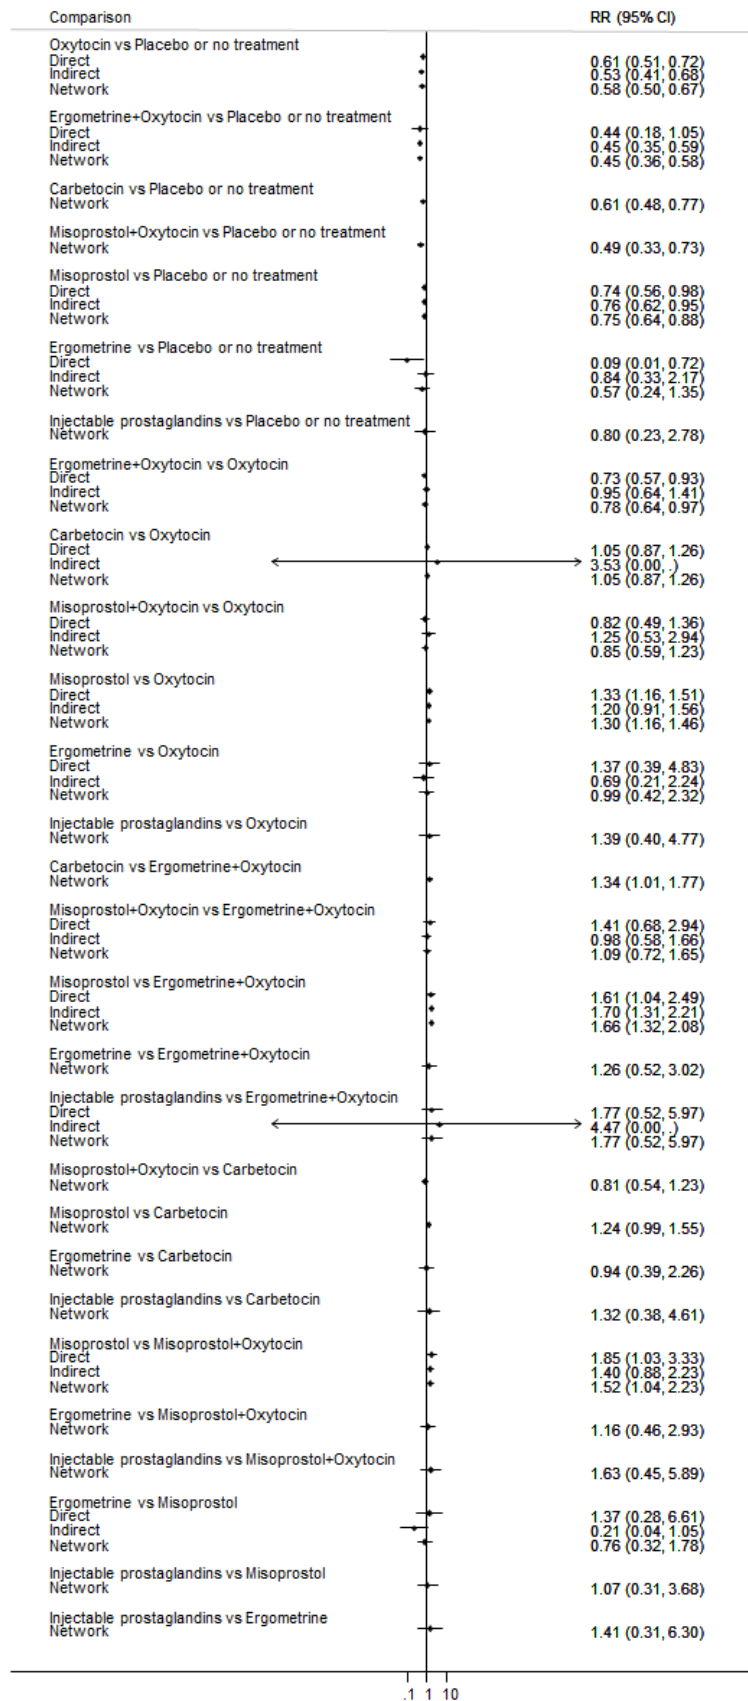 Comparison RR (95% CI)
Oxytocin vs Placebo or no treatment
Direct 0.61 (0.51, 0.72)
Indirect 0.53 (0.41, 0.68)
Network 0.58 (0.50, 0.67)
Ergometrine+Oxytocin vs Placebo or no treatment
Direct 0.44 (0.18, 1.05)
Indirect 0.45 (0.35, 0.59)
Network 0.45 (0.36, 0.58)
Carbetocin vs Placebo or no treatment
Network 0.61 (0.48, 0.77)
Misoprostol+Oxytocin vs Placebo or no treatment
Network 0.49 (0.33, 0.73)
Misoprostol vs Placebo or no treatment
Direct 0.74 (0.56, 0.98)
Indirect 0.76 (0.62, 0.95)
Network 0.75 (0.64, 0.88)
Ergometrine vs Placebo or no treatment
Direct 0.09 (0.01, 0.72)
Indirect 0.84 (0.33, 2.17)
Network 0.57 (0.24, 1.35)
Injectable prostaglandins vs Placebo or no treatment
Network 0.80 (0.23, 2.78)
Ergometrine+Oxytocin vs Oxytocin
Direct 0.73 (0.57, 0.93)
Indirect 0.95 (0.64, 1.41)
Network 0.78 (0.64, 0.97)
Carbetocin vs Oxytocin
Direct 1.05 (0.87, 1.26)
Indirect 3.53 (0.00, .)
Network 1.05 (0.87, 1.26)
Misoprostol+Oxytocin vs Oxytocin
Direct 0.82 (0.49, 1.36)
Indirect 1.25 (0.53, 2.94)
Network 0.85 (0.59, 1.23)
Misoprostol vs Oxytocin
Direct 1.33 (1.16, 1.51)
Indirect 1.20 (0.91, 1.56)
Network 1.30 (1.16, 1.46)
Ergometrine vs Oxytocin
Direct 1.37 (0.39, 4.83)
Indirect 0.69 (0.21, 2.24)
Network 0.99 (0.42, 2.32)
Injectable prostaglandins vs Oxytocin
Network 1.39 (0.40, 4.77)
Carbetocin vs Ergometrine+Oxytocin
Network 1.34 (1.01, 1.77)
Misoprostol+Oxytocin vs Ergometrine+Oxytocin
Direct 1.41 (0.68, 2.94)
Indirect 0.98 (0.58, 1.66)
Network 1.09 (0.72, 1.65)
Misoprostol vs Ergometrine+Oxytocin
Direct 1.61 (1.04, 2.49)
Indirect 1.70 (1.31, 2.21)
Network 1.66 (1.32, 2.08)
Ergometrine vs Ergometrine+Oxytocin
Network 1.26 (0.52, 3.02)
Injectable prostaglandins vs Ergometrine+Oxytocin
Direct 1.77 (0.52, 5.97)
Indirect 4.47 (0.00, .)
Network 1.77 (0.52, 5.97)
Misoprostol+Oxytocin vs Carbetocin
Network 0.81 (0.54, 1.23)
Misoprostol vs Carbetocin
Network 1.24 (0.99, 1.55)
Ergometrine vs Carbetocin
Network 0.94 (0.39, 2.26)
Injectable prostaglandins vs Carbetocin
Network 1.32 (0.38, 4.61)
Misoprostol vs Misoprostol+Oxytocin
Direct 1.85 (1.03, 3.33)
Indirect 1.40 (0.88, 2.23)
Network 1.52 (1.04, 2.23)
Ergometrine vs Misoprostol+Oxytocin
Network 1.16 (0.46, 2.93)
Injectable prostaglandins vs Misoprostol+Oxytocin
Network 1.63 (0.45, 5.89)
Ergometrine vs Misoprostol
Direct 1.37 (0.28, 6.61)
Indirect 0.21 (0.04, 1.05)
Network 0.76 (0.32, 1.78)
Injectable prostaglandins vs Misoprostol
Network 1.07 (0.31, 3.68)
Injectable prostaglandins vs Ergometrine
Network 1.41 (0.31, 6.30)
.1 1 10